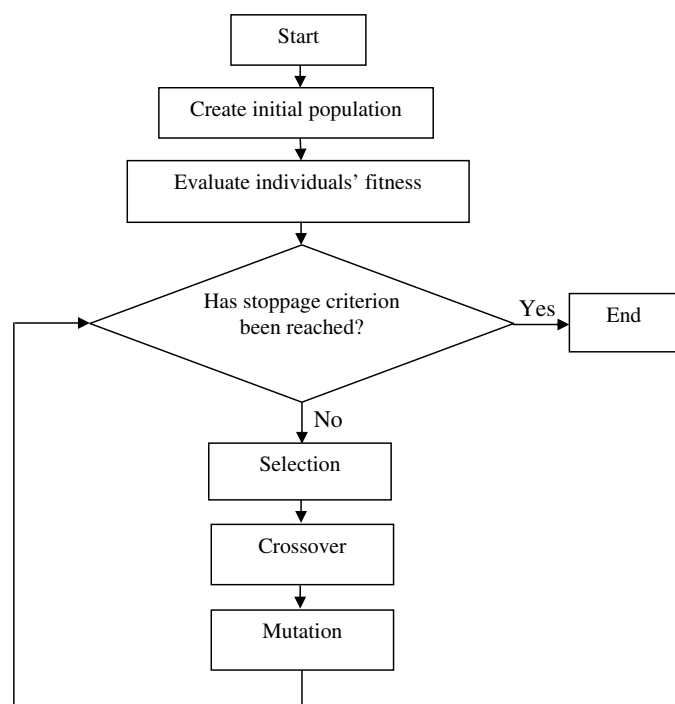 Start
Create initial population
Evaluate individuals’ fitness
Has stoppage criterion
been reached?
Yes
End
No
Selection
Crossover
Mutation